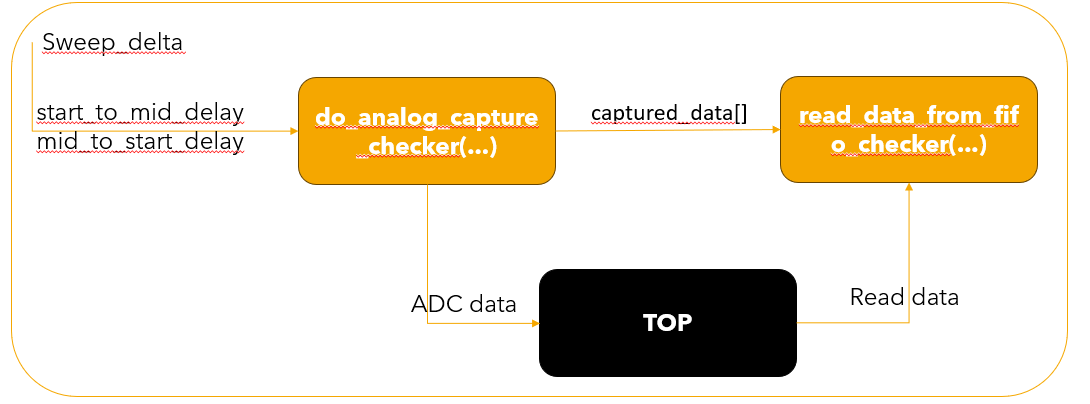 Sweep_delta
start_to_mid_delay
mid_to_start_delay
do_analog_capture
_checker(...)
captured_data[]
read_data_from_fif
o_checker(...)
ADC data
TOP
Read data